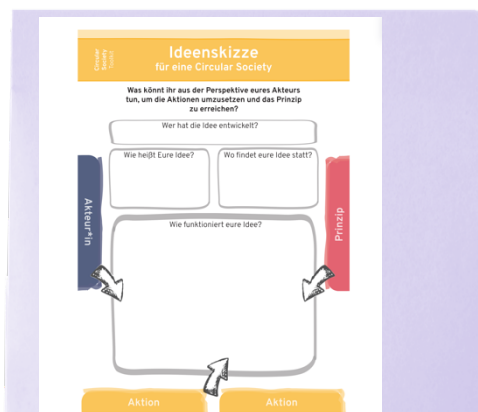 Circular
Society
Toolkit
Ideenskizze
für eine Circular Society
Was könnt ihr aus der Perspektive eures Akteurs
tun, um die Aktionen umzusetzen und das Prinzip
zu erreichen?
Wer hat die Idee entwickelt?
Wie heißt Eure Idee?
Wo findet eure Idee statt?
Akteur*in
Prinzip
Wie funktioniert eure Idee?
Aktion
Aktion